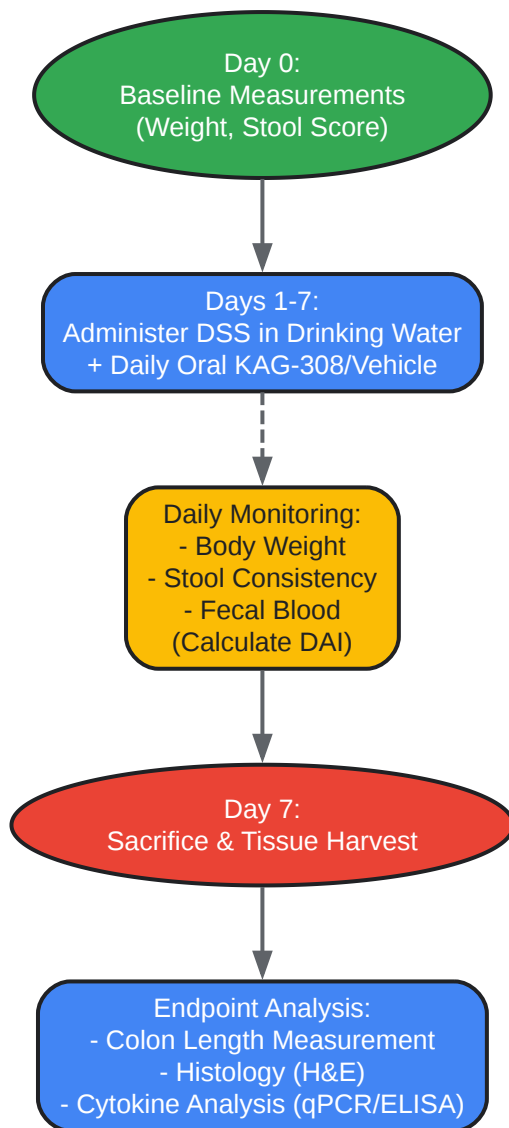 Day 0:
Baseline Measurements
(Weight, Stool Score)
Days 1-7:
Administer DSS in Drinking Water
+ Daily Oral KAG-308/Vehicle
Daily Monitoring:
- Body Weight
- Stool Consistency
- Fecal Blood
(Calculate DAI)
Day 7:
Sacrifice & Tissue Harvest
Endpoint Analysis:
- Colon Length Measurement
- Histology (H&E)
- Cytokine Analysis (qPCR/ELISA)